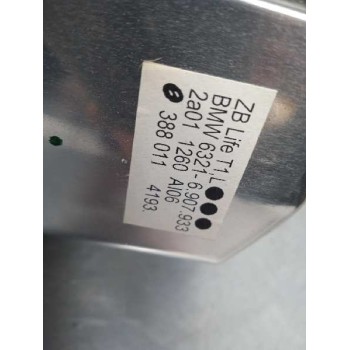 ZB Life T1.L
BMW 6321-6.907.933
2a01 1260 AI06
388 011 4193.